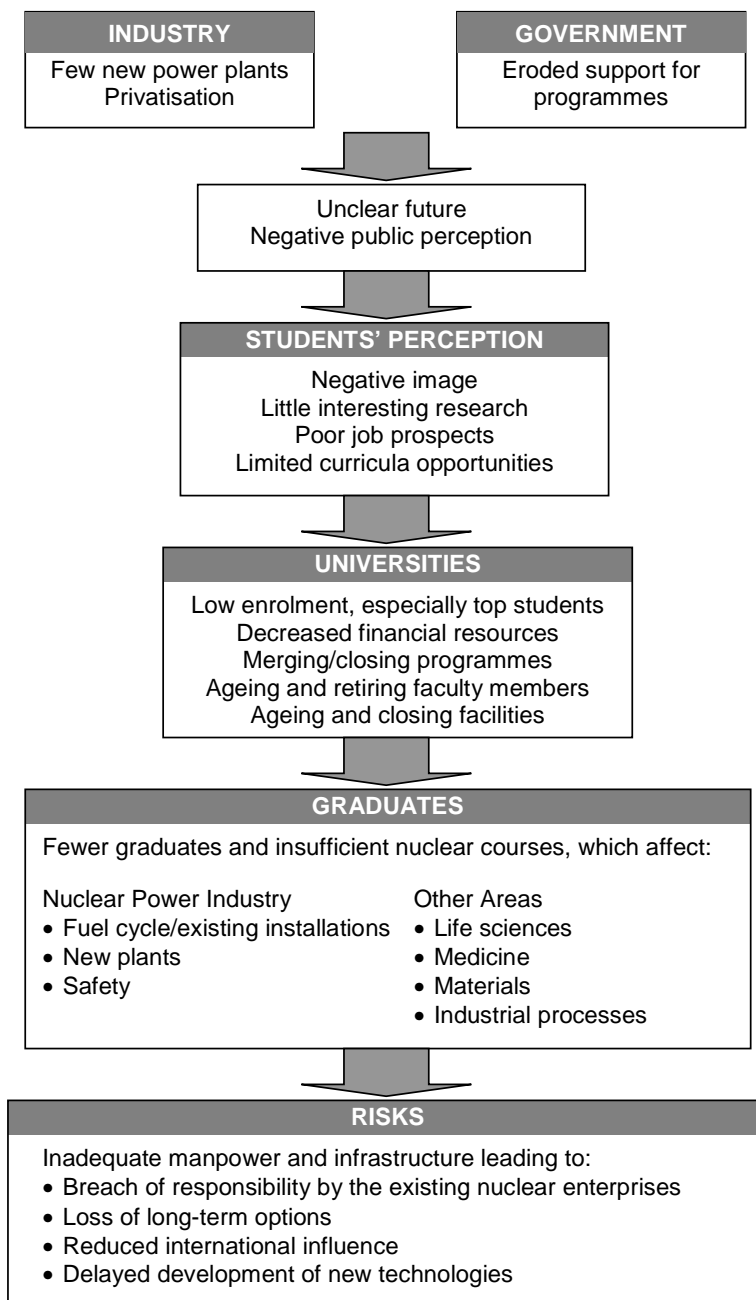 INDUSTRY
Few new power plants
Privatisation
GOVERNMENT
Eroded support for
programmes
Unclear future
Negative public perception
STUDENTS’ PERCEPTION
Negative image
Little interesting research
Poor job prospects
Limited curricula opportunities
UNIVERSITIES
Low enrolment, especially top students
Decreased financial resources
Merging/closing programmes
Ageing and retiring faculty members
Ageing and closing facilities
GRADUATES
Fewer graduates and insufficient nuclear courses, which affect:
Nuclear Power Industry
• Fuel cycle/existing installations
• New plants
• Safety
Other Areas
• Life sciences
• Medicine
• Materials
• Industrial processes
RISKS
Inadequate manpower and infrastructure leading to:
• Breach of responsibility by the existing nuclear enterprises
• Loss of long-term options
• Reduced international influence
• Delayed development of new technologies